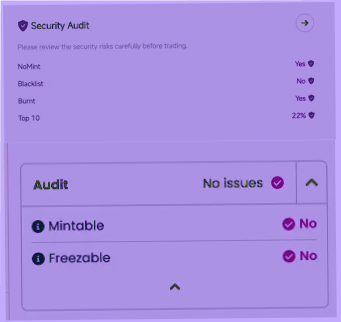 Security Audit
Please review the security risks carefully before trading.
NoMint Yes
Blacklist No
Burnt Yes
Top 10 22%
Audit No issues
Mintable No
Freezable No